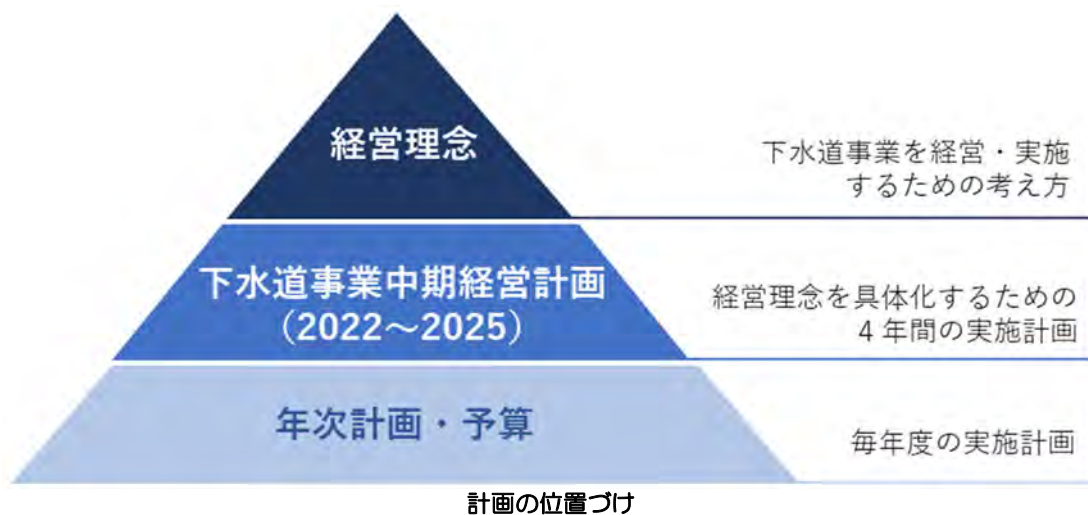 経営理念
下水道事業を経営・実施
するための考え方
下水道事業中期経営計画
（2022～2025）
経営理念を具体化するための
4 年間の実施計画
年次計画・予算
毎年度の実施計画
計画の位置づけ